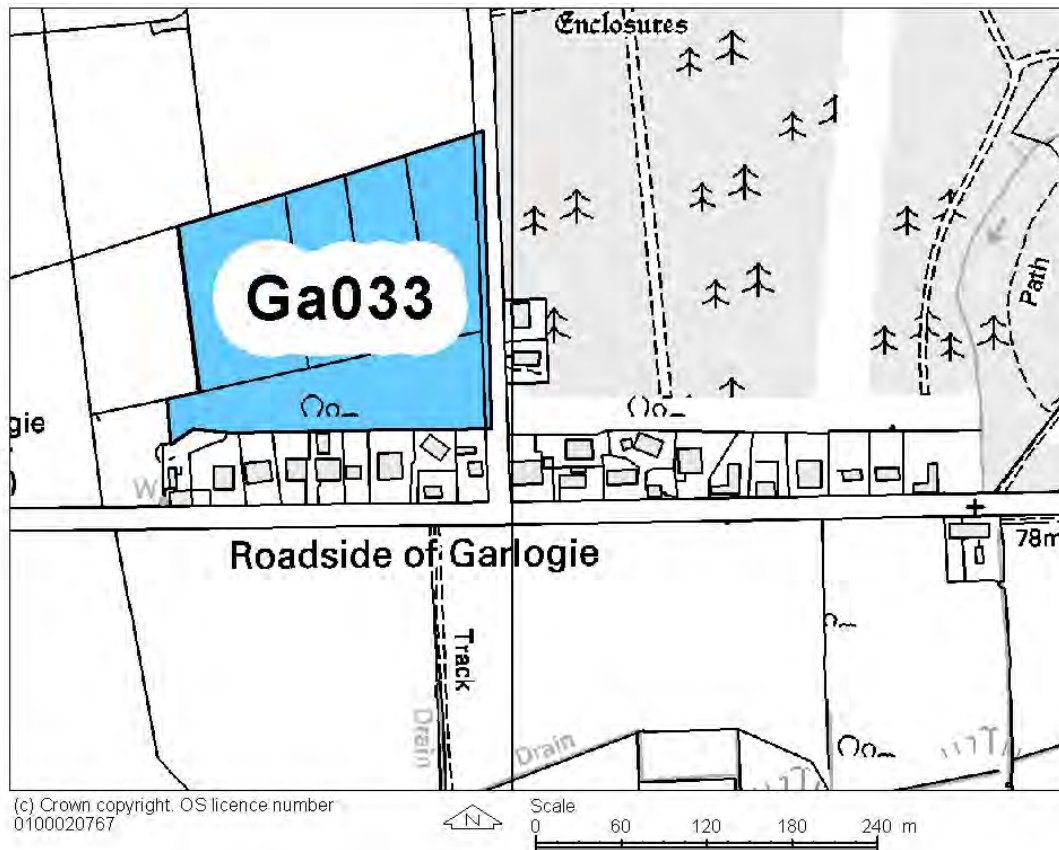 Enclosures
Ga033
Path
gie
W
Roadside of Garlogie
78m
Track
Drain
Drain
(c) Crown copyright. OS licence number
0100020767
N
Scale
0 60 120 180 240 m